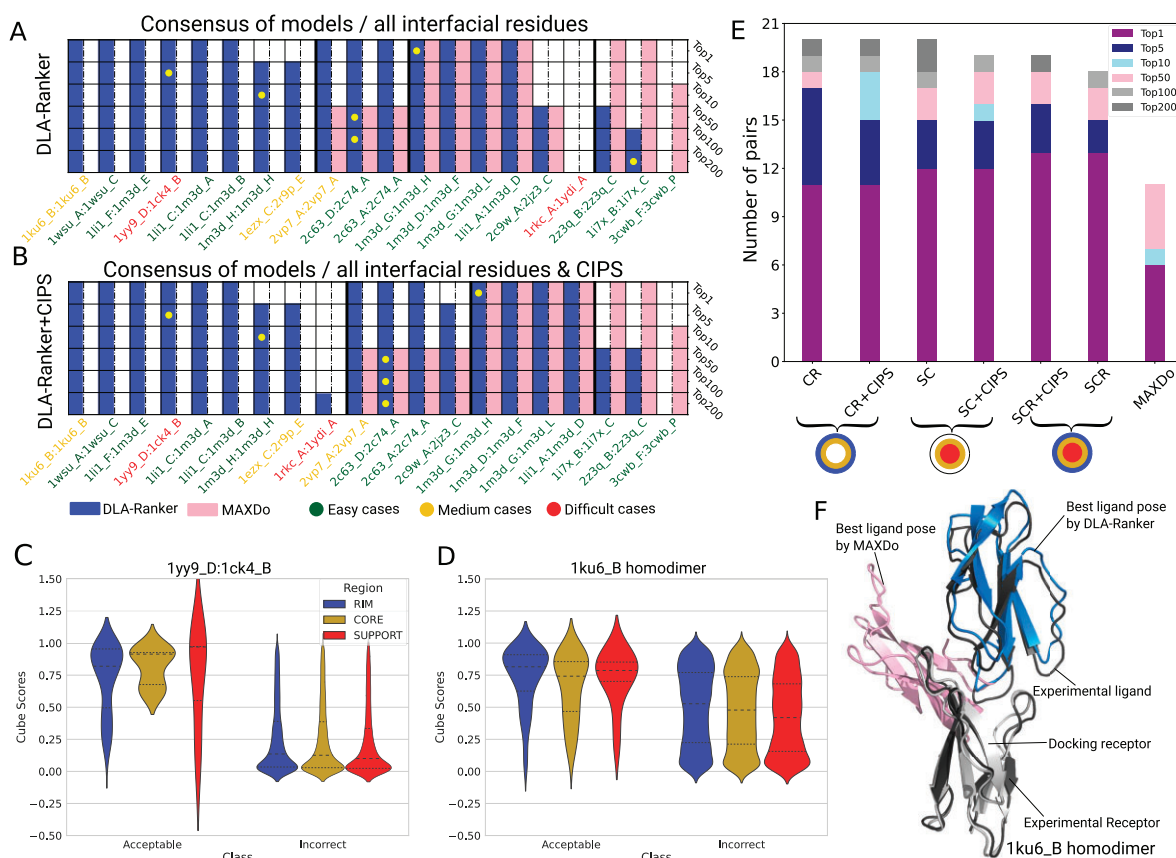 A
Consensus of models / all interfacial residues
DLA-Ranker
Top1
Top5
Top10
Top50
Top100
Top200
1ku6_B:1ku6_B
1wsu_A:1wsu_C
1li1_F:1m3d_E
1yy9_D:1ck4_B
1li1_C:1m3d_A
1li1_C:1m3d_B
1m3d_H:1m3d_H
1ezx_C:2r9p_E
2vp7_A:2vp7_A
2c63_D:2c74_A
2c63_A:2c74_A
1m3d_G:1m3d_H
1m3d_D:1m3d_F
1m3d_G:1m3d_L
1li1_A:1m3d_D
2c9w_A:2jz3_C
1rkc_A:1ydi_A
2z3q_B:2z3q_C
1i7x_B:1i7x_C
3cwb_F:3cwb_P
B
Consensus of models / all interfacial residues & CIPS
DLA-Ranker+CIPS
Top1
Top5
Top10
Top50
Top100
Top200
1ku6_B:1ku6_B
1wsu_A:1wsu_C
1li1_F:1m3d_E
1yy9_D:1ck4_B
1li1_C:1m3d_A
1li1_C:1m3d_B
1m3d_H:1m3d_H
1ezx_C:2r9p_E
1rkc_A:1ydi_A
2vp7_A:2vp7_A
2c63_D:2c74_A
2c63_A:2c74_A
2c9w_A:2jz3_C
1m3d_G:1m3d_H
1m3d_D:1m3d_F
1m3d_G:1m3d_L
1li1_A:1m3d_D
1i7x_B:1i7x_C
2z3q_B:2z3q_C
3cwb_F:3cwb_P
DLA-Ranker
MAXDo
Easy cases
Medium cases
Difficult cases
C
1yy9_D:1ck4_B
Cube Scores
1.50
1.25
1.00
0.75
0.50
0.25
0.00
−0.25
−0.50
Region
RIM
CORE
SUPPORT
Acceptable
Incorrect
Class
D
1ku6_B homodimer
Cube Scores
1.50
1.25
1.00
0.75
0.50
0.25
0.00
−0.25
−0.50
Acceptable
Incorrect
Class
E
Number of pairs
21
18
15
12
9
6
3
0
Top1
Top5
Top10
Top50
Top100
Top200
CR
CR+CIPS
SC
SC+CIPS
SCR+CIPS
SCR
MAXDo
F
Best ligand pose
by MAXDo
Best ligand pose
by DLA-Ranker
Experimental ligand
Docking receptor
Experimental Receptor
1ku6_B homodimer